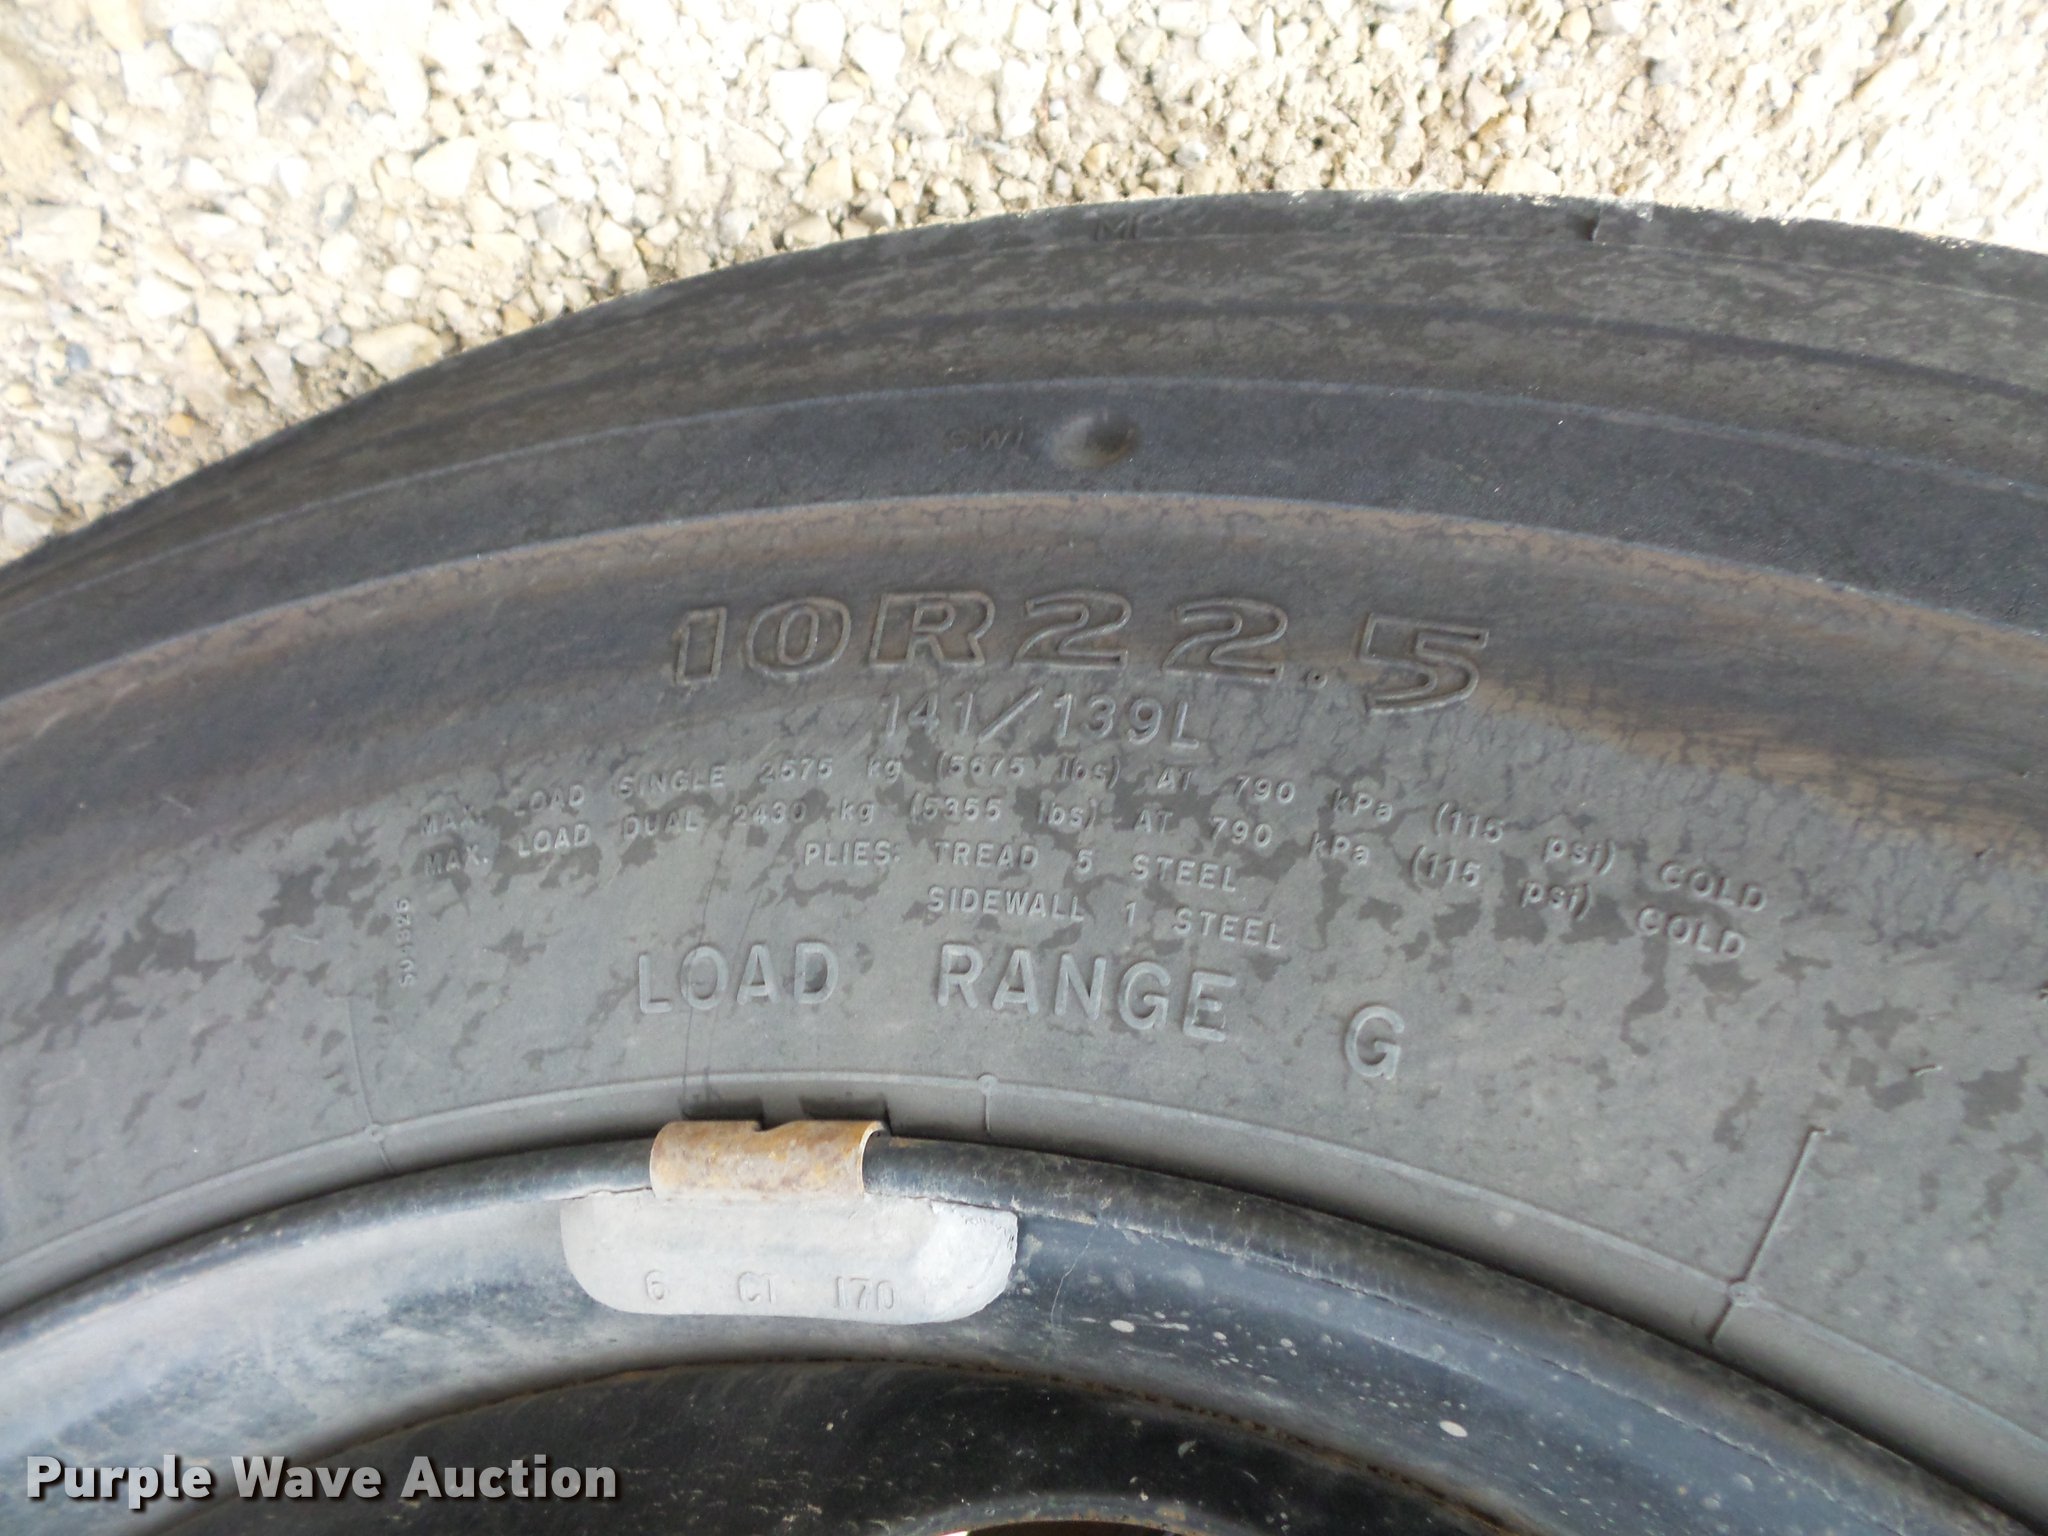 10R22.5
141/139L
MAX. LOAD SINGLE 2575 kg (5675 lbs) AT 790 kPa (115 psi) COLD
MAX. LOAD DUAL 2430 kg (5355 lbs) AT 790 kPa (115 psi) COLD
PLIES: TREAD 5 STEEL
SIDEWALL 1 STEEL
LOAD RANGE G
6 CI 170
Purple Wave Auction